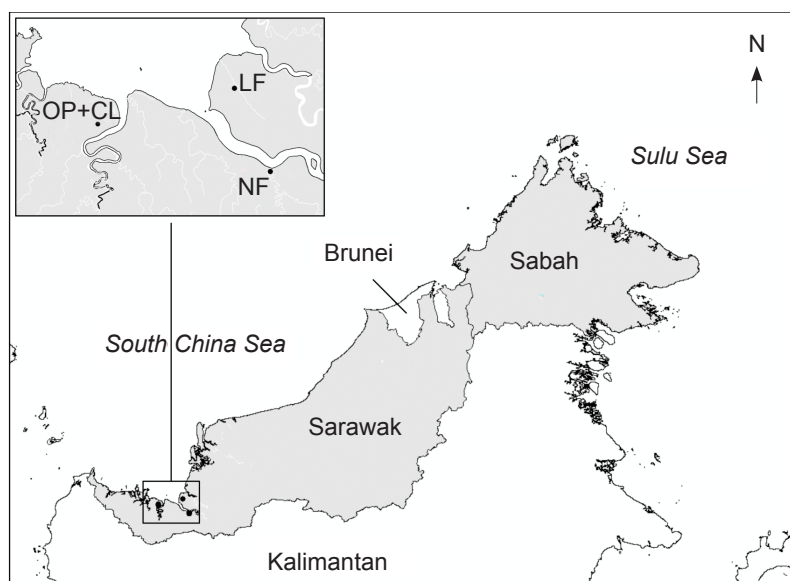 LF
OP+CL
NF
N
Sulu Sea
Brunei
Sabah
South China Sea
Sarawak
Kalimantan